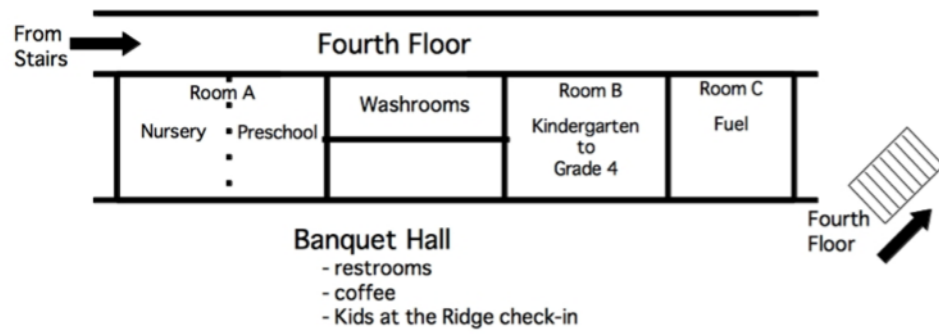 From
Stairs
Fourth Floor
Room A
Nursery
Preschool
Washrooms
Room B
Kindergarten
to
Grade 4
Room C
Fuel
Fourth
Floor
Banquet Hall
- restrooms
- coffee
- Kids at the Ridge check-in